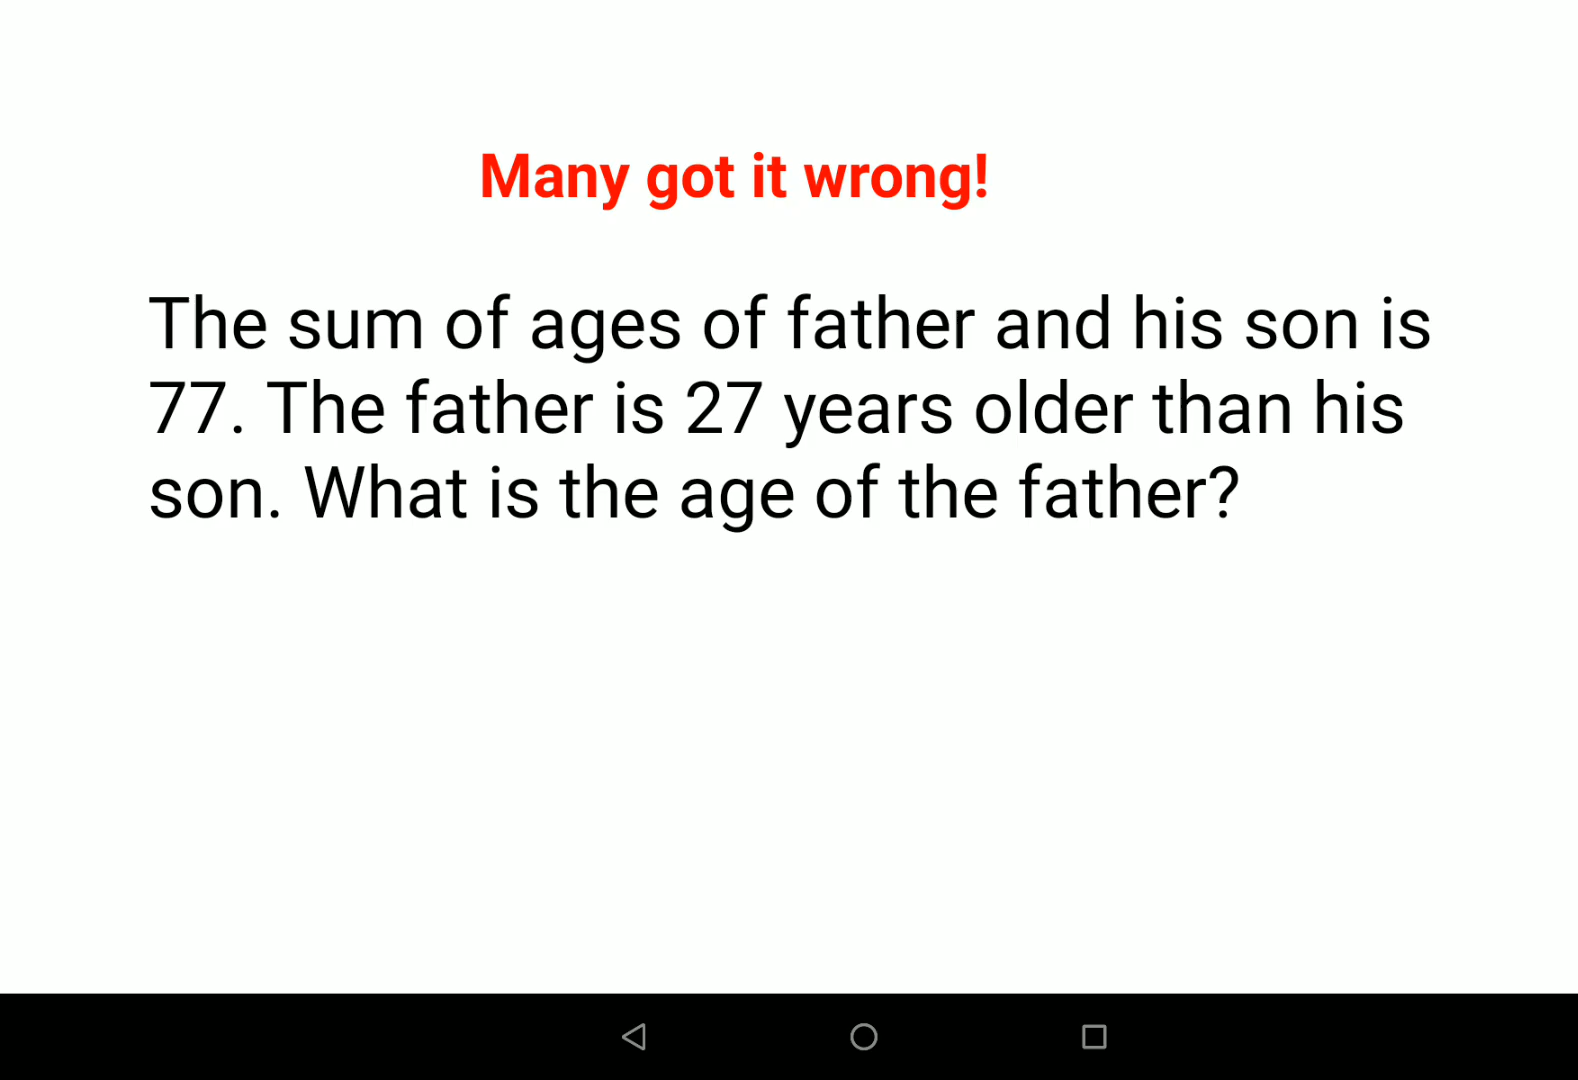 Many got it wrong!
The sum of ages of father and his son is
77. The father is 27 years older than his
son. What is the age of the father?